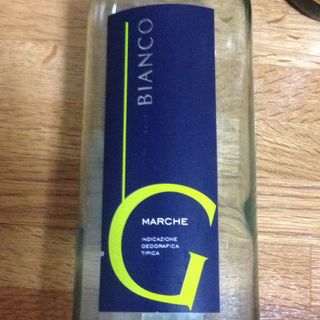 BIANCO
G
MARCHE
INDICAZIONE
GEOGRAFICA
TIPICA